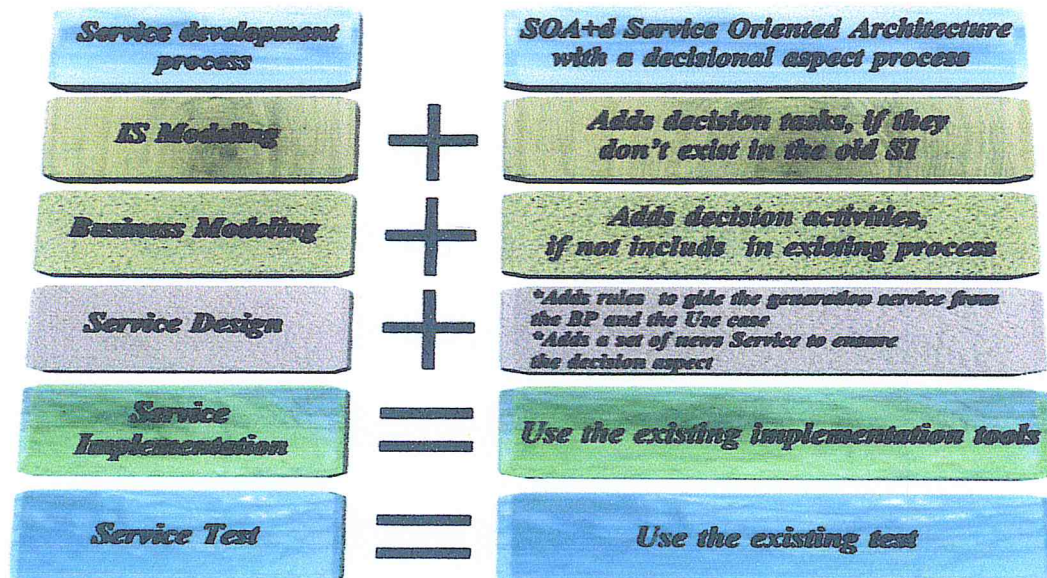 Service development
process
SOA+d Service Oriented Architecture
with a decisional aspect process
IS Modeling
+
Adds decision tasks, if they
don't exist in the old SI
Business Modeling
+
Adds decision activities,
if not includs in existing process
Service Design
+
*Adds rules to gide the generation service from
the BP and the Use case
*Adds a set of news Service to ensure
the decision aspect
Service
Implementation
=
Use the existing implementation tools
Service Test
=
Use the existing test